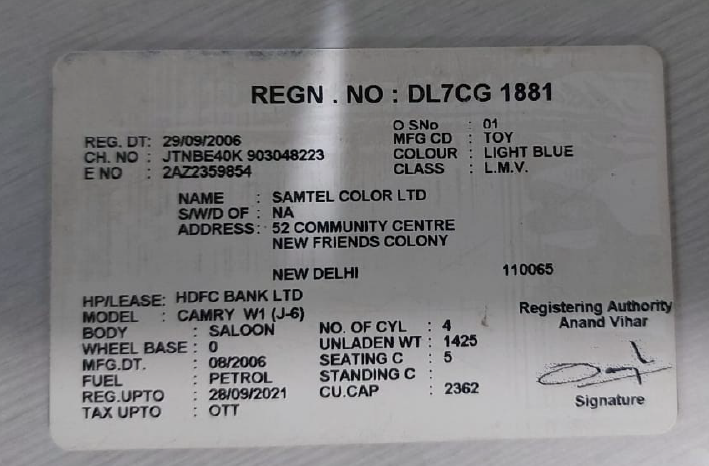 REGN . NO : DL7CG 1881
REG. DT: 29/09/2006 O SNo : 01
CH. NO : JTNBE40K 903048223 MFG CD : TOY
E NO : 2AZ2359854 COLOUR : LIGHT BLUE
CLASS : L.M.V.
NAME : SAMTEL COLOR LTD
S/W/D OF : NA
ADDRESS: 52 COMMUNITY CENTRE
NEW FRIENDS COLONY
NEW DELHI 110065
HP/LEASE: HDFC BANK LTD
MODEL : CAMRY W1 (J-6)
BODY : SALOON NO. OF CYL : 4
WHEEL BASE : 0 UNLADEN WT : 1425
MFG.DT. : 08/2006 SEATING C : 5
FUEL : PETROL STANDING C :
REG.UPTO : 28/09/2021 CU.CAP : 2362
TAX UPTO : OTT
Registering Authority
Anand Vihar
Signature